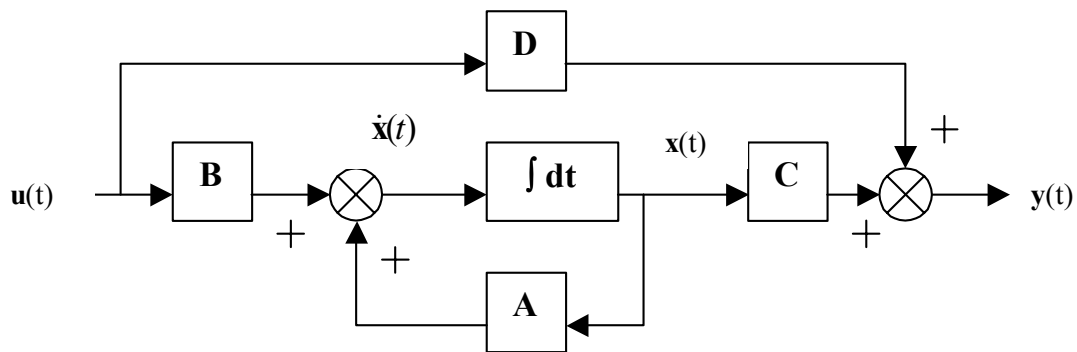 D
+
ẋ(t)
x(t)
u(t)
B
∫ dt
C
y(t)
+
+
+
A